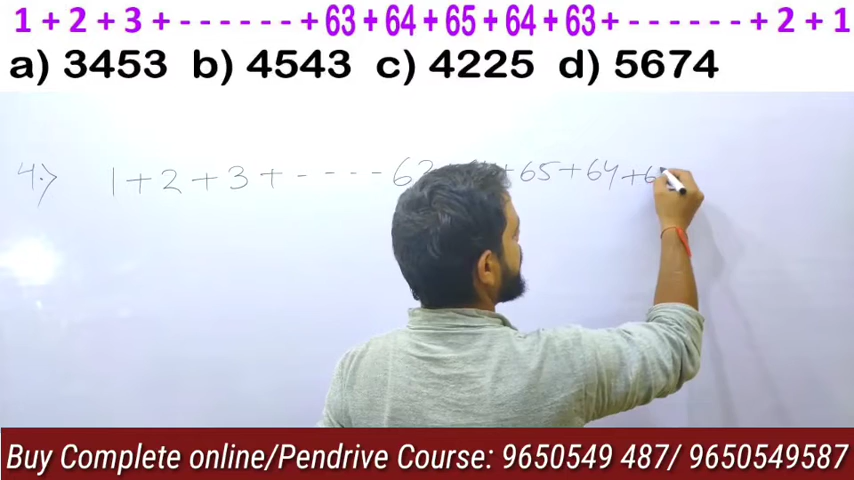 1 + 2 + 3 + - - - - - - + 63 + 64 + 65 + 64 + 63 + - - - - - - + 2 + 1
a) 3453 b) 4543 c) 4225 d) 5674
4.> 1 + 2 + 3 + - - - - 63 +65 + 64 + 6
Buy Complete online/Pendrive Course: 9650549 487/ 9650549587